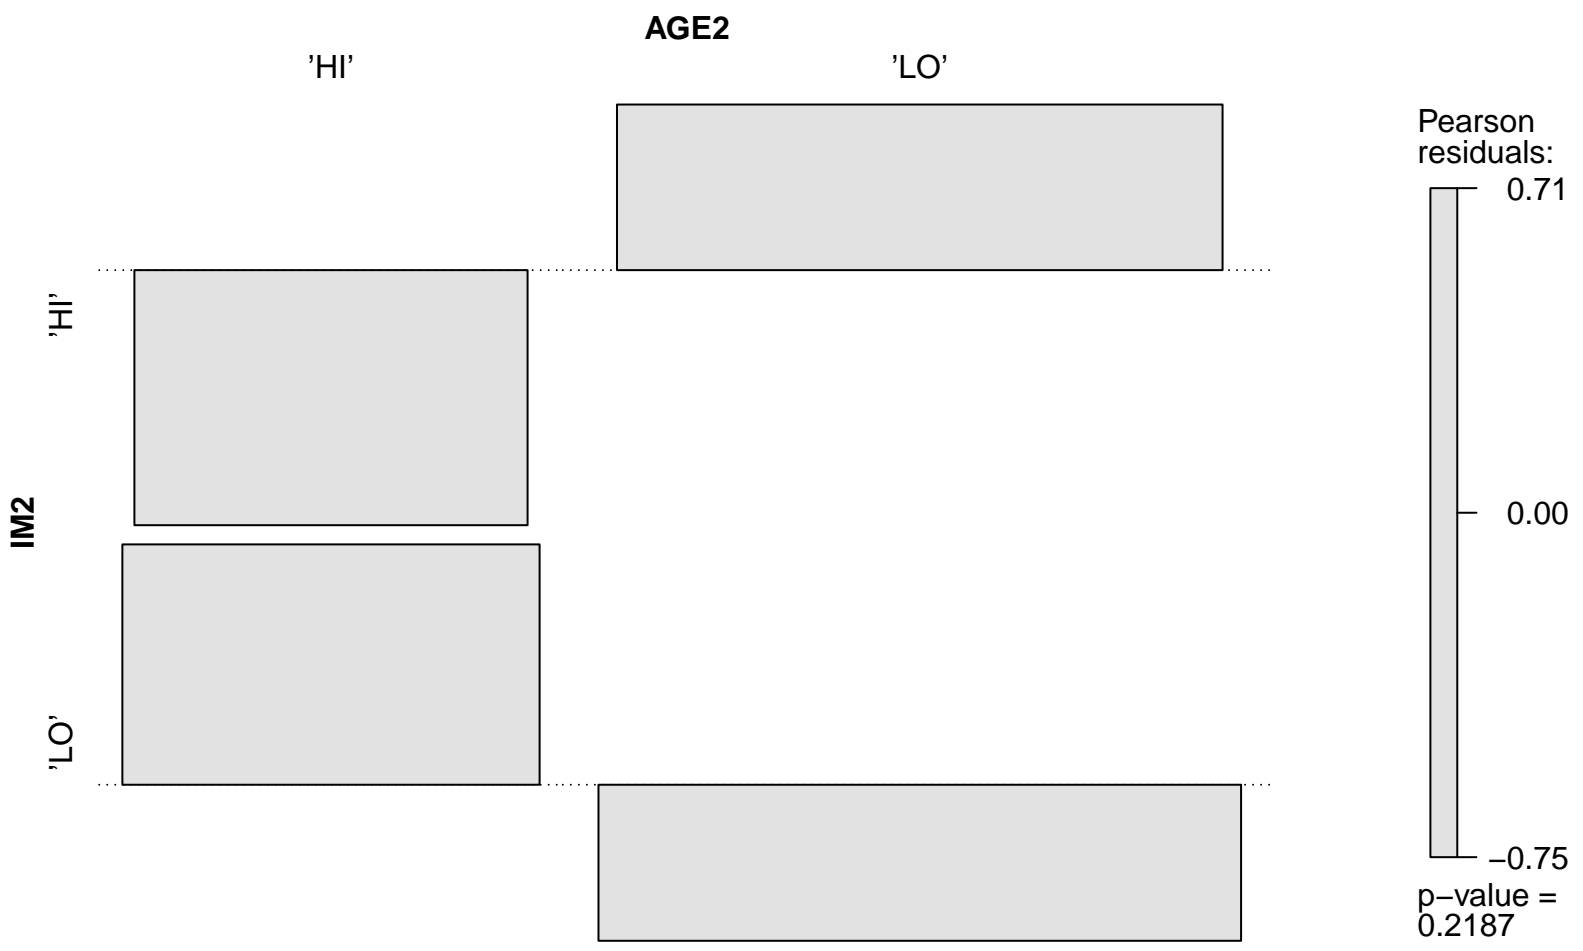 AGE2
’HI’
’LO’
IM2
’HI’
’LO’
Pearson
residuals:
0.71
0.00
−0.75
p−value =
0.2187